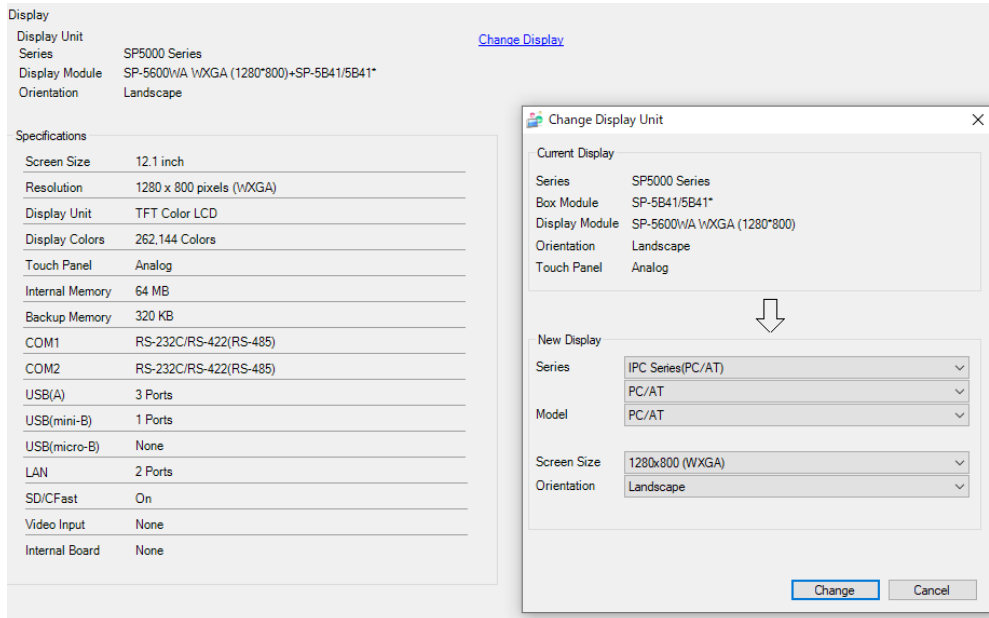 Display
Display Unit
Change Display
Series SP5000 Series
Display Module SP-5600WA WXGA (1280*800)+SP-5B41/5B41*
Orientation Landscape
Specifications
Screen Size 12.1 inch
Resolution 1280 x 800 pixels (WXGA)
Display Unit TFT Color LCD
Display Colors 262,144 Colors
Touch Panel Analog
Internal Memory 64 MB
Backup Memory 320 KB
COM1 RS-232C/RS-422(RS-485)
COM2 RS-232C/RS-422(RS-485)
USB(A) 3 Ports
USB(mini-B) 1 Ports
USB(micro-B) None
LAN 2 Ports
SD/CFast On
Video Input None
Internal Board None
Change Display Unit
Current Display
Series SP5000 Series
Box Module SP-5B41/5B41*
Display Module SP-5600WA WXGA (1280*800)
Orientation Landscape
Touch Panel Analog
New Display
Series IPC Series(PC/AT)
PC/AT
Model PC/AT
Screen Size 1280x800 (WXGA)
Orientation Landscape
Change Cancel